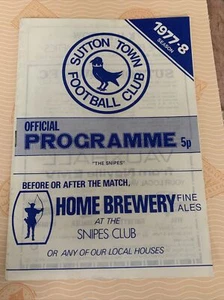 1977-8
SEASON
SUTTON TOWN
FOOTBALL CLUB
OFFICIAL
PROGRAMME 5p
"THE SNIPES"
BEFORE OR AFTER THE MATCH,
HOME BREWERY FINE ALES
AT THE
SNIPES CLUB
OR ANY OF OUR LOCAL HOUSES